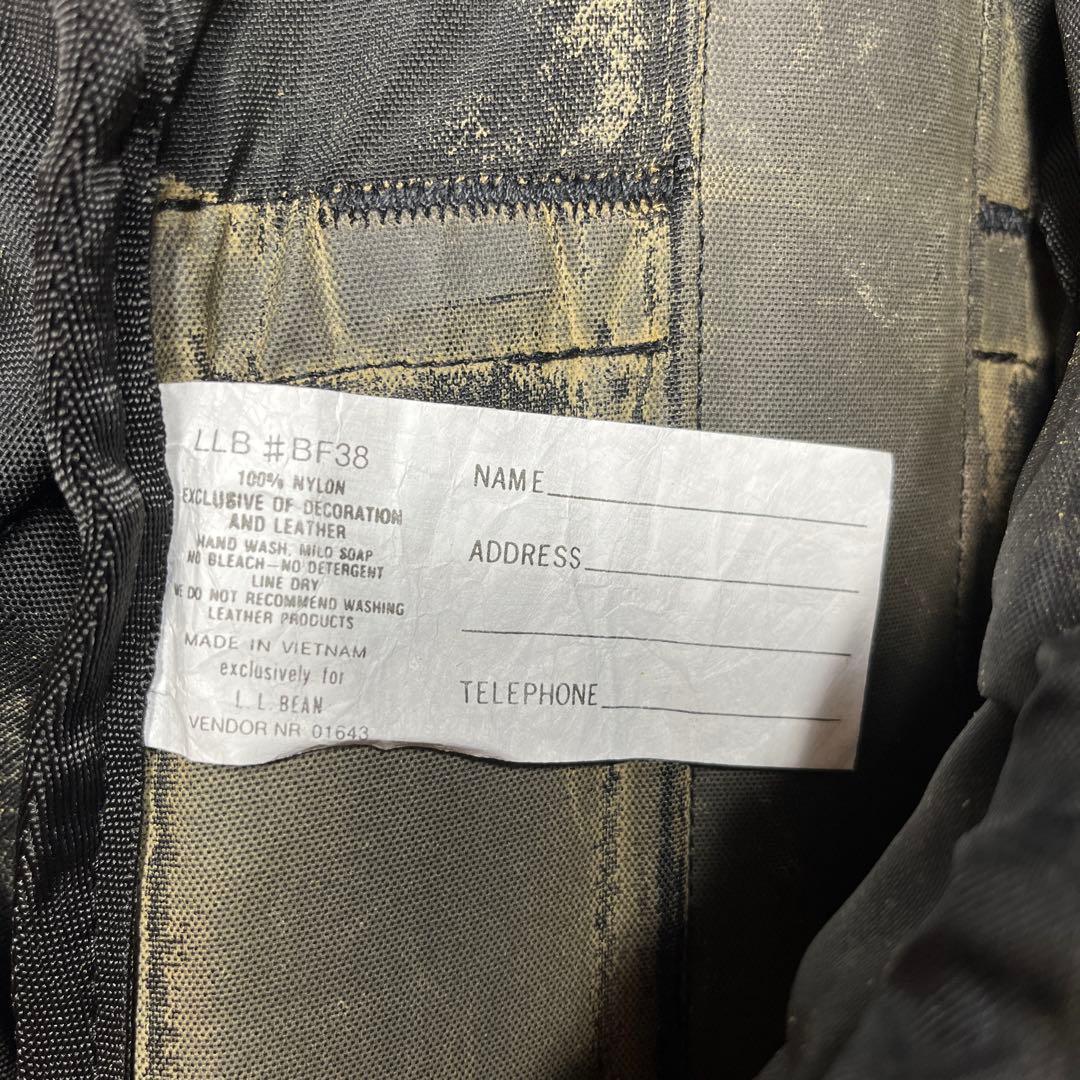 LLB #BF38
100% NYLON
EXCLUSIVE OF DECORATION
AND LEATHER
HAND WASH, MILD SOAP
NO BLEACH-NO DETERGENT
LINE DRY
WE DO NOT RECOMMEND WASHING
LEATHER PRODUCTS
MADE IN VIETNAM
exclusively for
L. L. BEAN
VENDOR NR 01643
NAME
ADDRESS
TELEPHONE